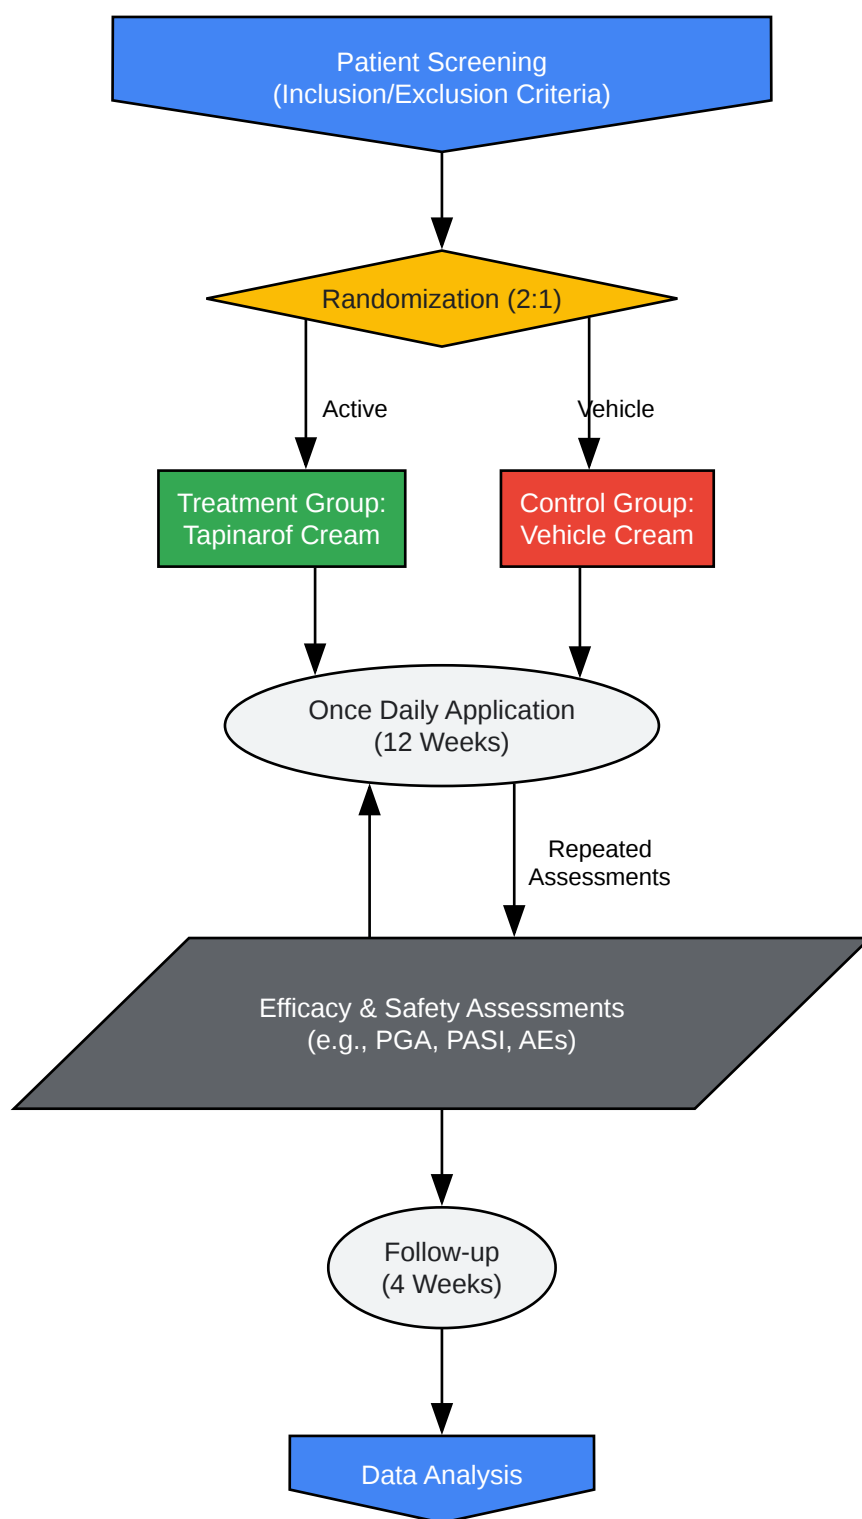 Patient Screening
(Inclusion/Exclusion Criteria)
Randomization (2:1)
Active
Vehicle
Treatment Group:
Tapinarof Cream
Control Group:
Vehicle Cream
Once Daily Application
(12 Weeks)
Repeated
Assessments
Efficacy & Safety Assessments
(e.g., PGA, PASI, AEs)
Follow-up
(4 Weeks)
Data Analysis